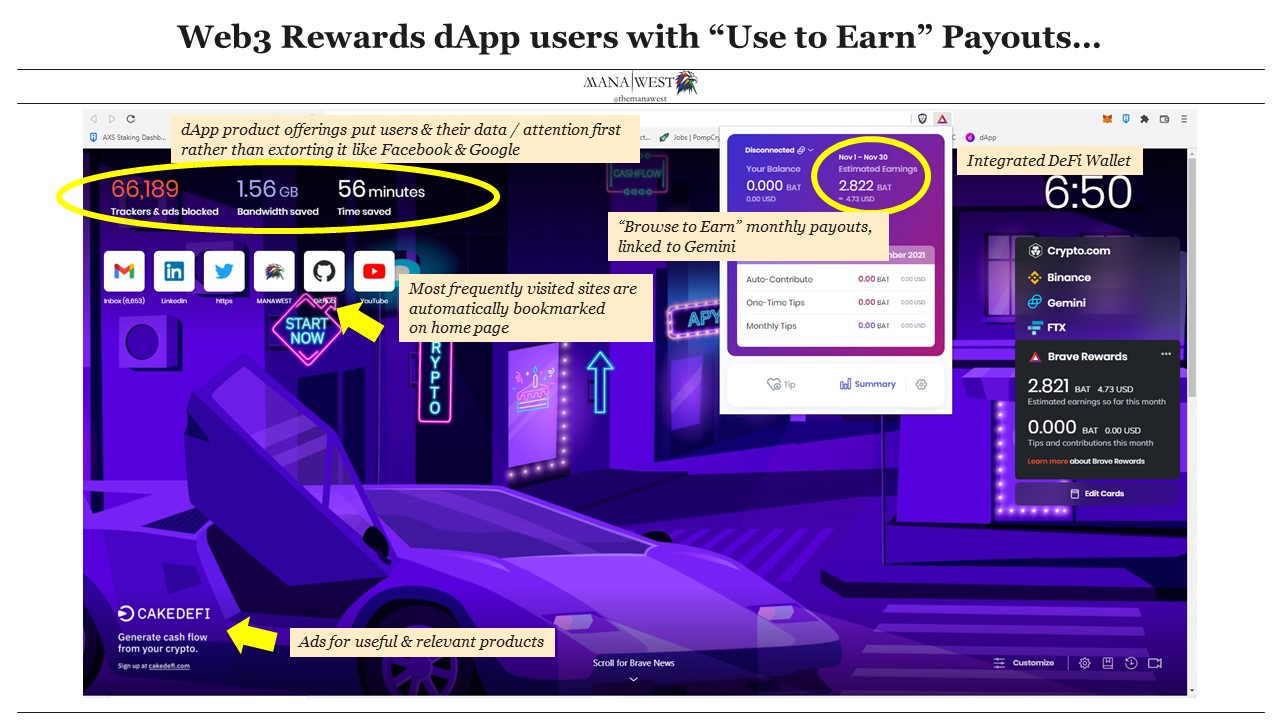 Web3 Rewards dApp users with “Use to Earn” Payouts...
MANA WEST
@themanawest
AXS Staking Dashb...
Jobs | PompCry
dApp
dApp product offerings put users & their data / attention first
rather than extorting it like Facebook & Google
Integrated DeFi Wallet
66,189
Trackers & ads blocked
1.56 GB
Bandwidth saved
56 minutes
Time saved
CASHFLOW
Disconnected
Your Balance
0.000 BAT
0.00 USD
Nov 1 – Nov 30
Estimated Earnings
2.822 BAT
≈ 4.73 USD
6:50
“Browse to Earn” monthly payouts,
linked to Gemini
mber 2021
Auto-Contribute 0.00 BAT 0.00 USD
One-Time Tips 0.00 BAT 0.00 USD
Monthly Tips 0.00 BAT 0.00 USD
Tip
Summary
Crypto.com
Binance
Gemini
FTX
Brave Rewards
2.821 BAT 4.73 USD
Estimated earnings so far this month
0.000 BAT 0.00 USD
Tips and contributions this month
Learn more about Brave Rewards
Edit Cards
Inbox (6,653)
LinkedIn
https
MANAWEST
GitHub
YouTube
Most frequently visited sites are
automatically bookmarked
on home page
START
NOW
CRYPTO
APY
CAKEDEFI
Generate cash flow
from your crypto.
Sign up at cakedefi.com
Ads for useful & relevant products
Scroll for Brave News
Customize